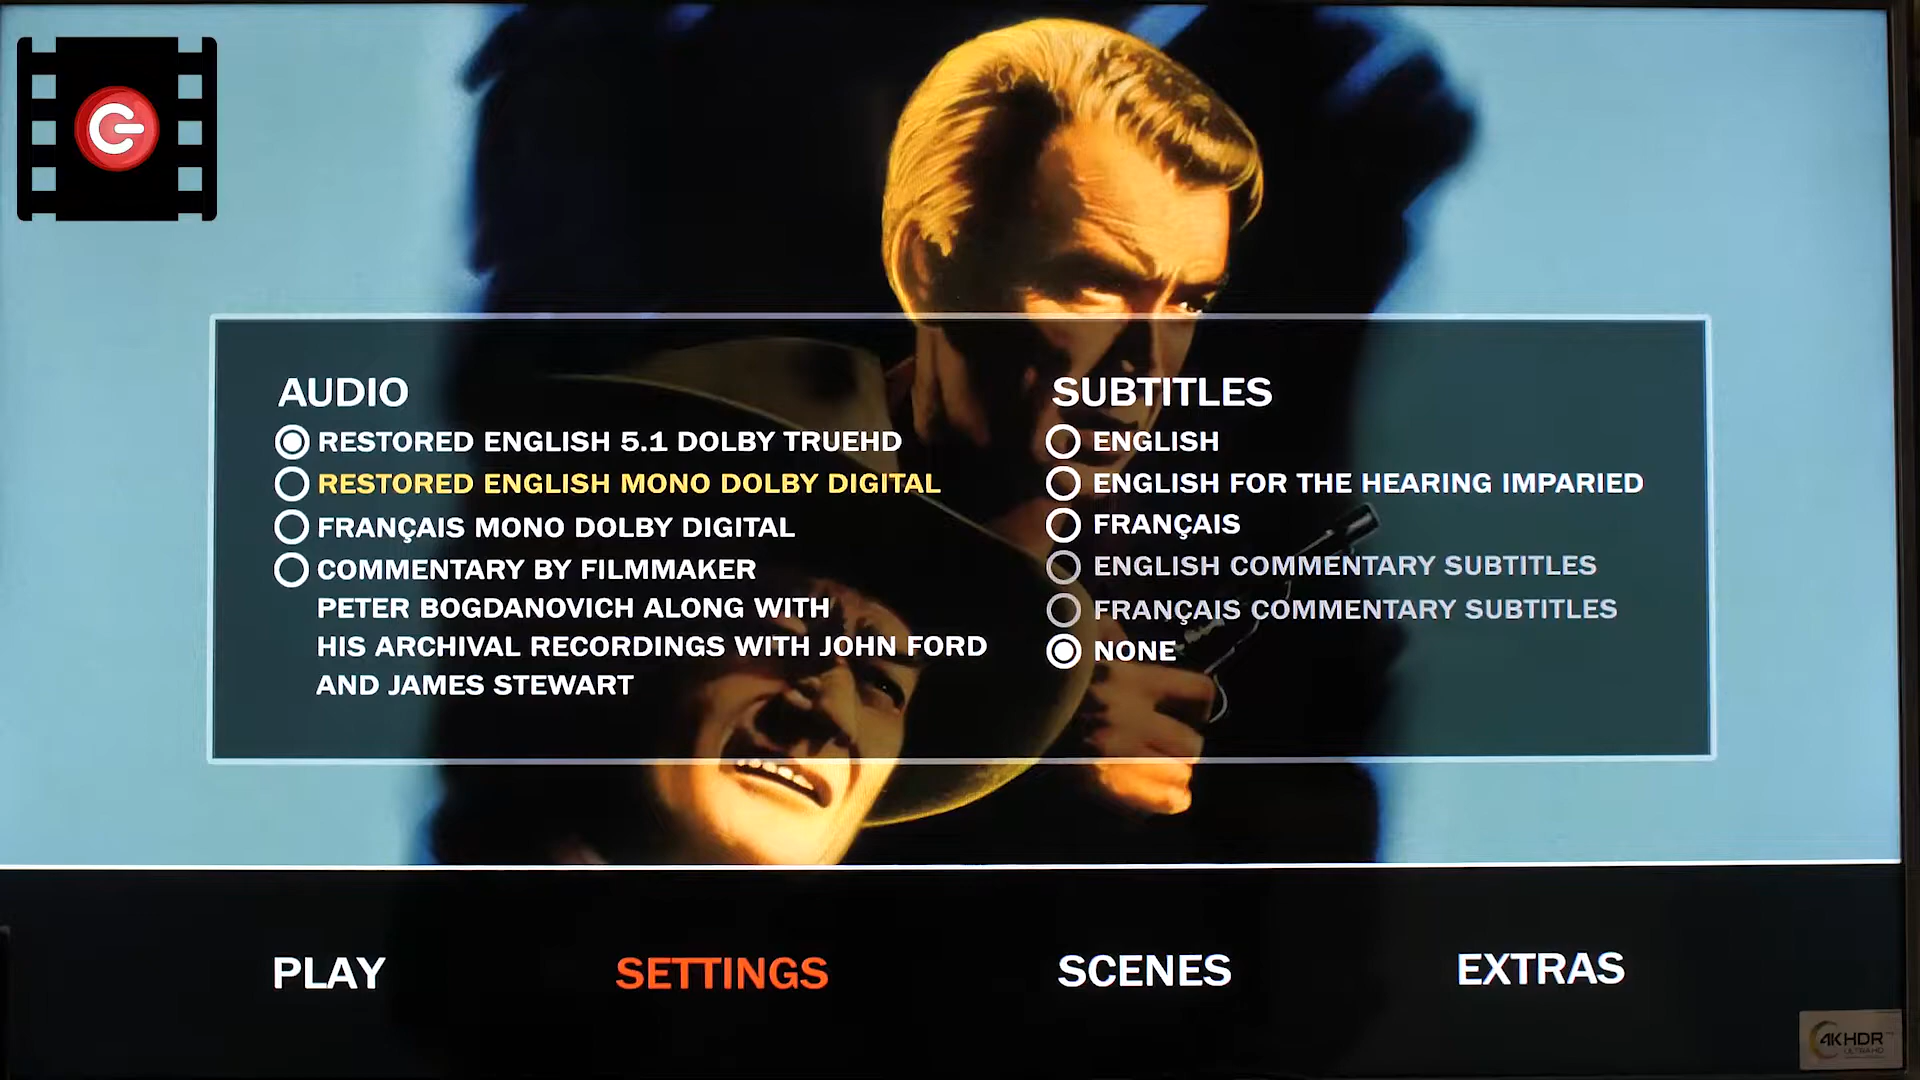 AUDIO
RESTORED ENGLISH 5.1 DOLBY TRUEHD
RESTORED ENGLISH MONO DOLBY DIGITAL
FRANÇAIS MONO DOLBY DIGITAL
COMMENTARY BY FILMMAKER
PETER BOGDANOVICH ALONG WITH
HIS ARCHIVAL RECORDINGS WITH JOHN FORD
AND JAMES STEWART
SUBTITLES
ENGLISH
ENGLISH FOR THE HEARING IMPARIED
FRANÇAIS
ENGLISH COMMENTARY SUBTITLES
FRANÇAIS COMMENTARY SUBTITLES
NONE
PLAY
SETTINGS
SCENES
EXTRAS
4K HDR
ULTRA HD